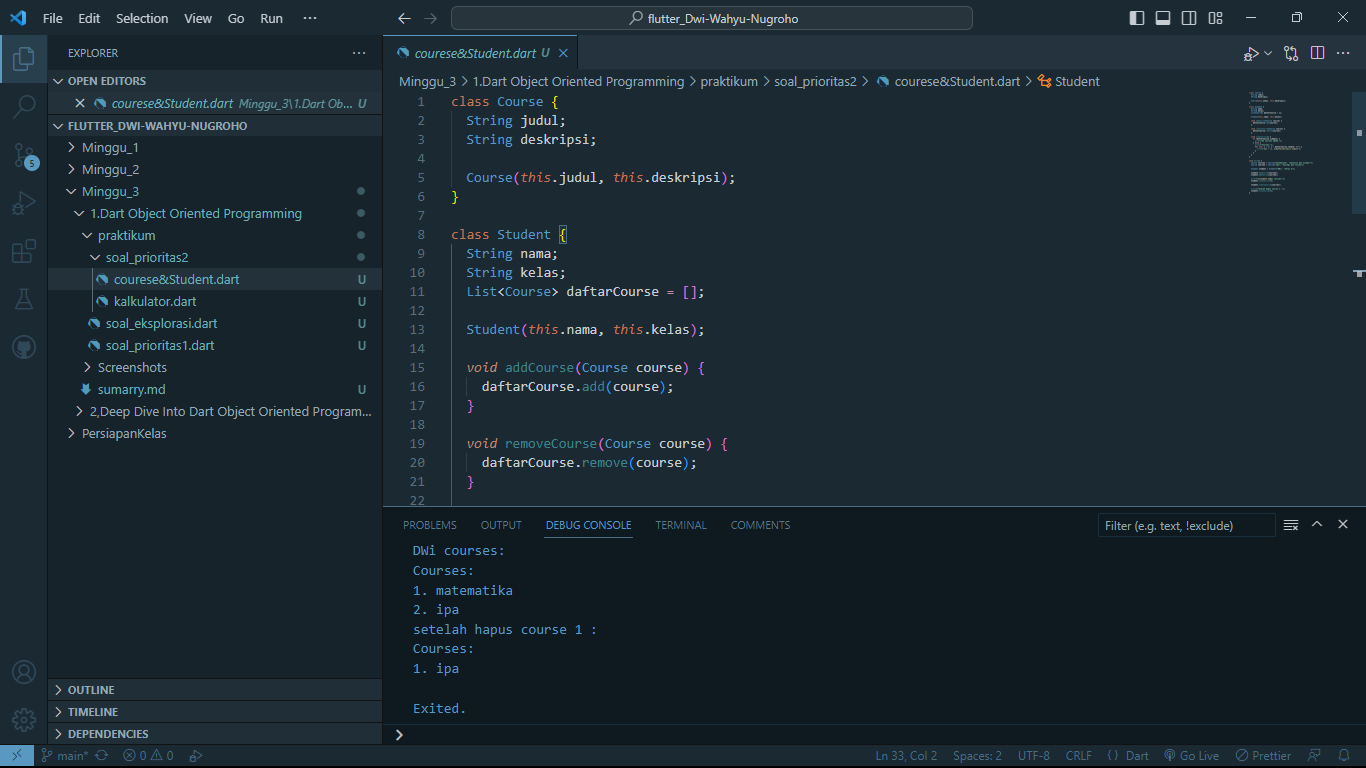 File Edit Selection View Go Run ···
flutter_Dwi-Wahyu-Nugroho
EXPLORER
OPEN EDITORS
courese&Student.dart Minggu_3\1.Dart Ob... U
FLUTTER_DWI-WAHYU-NUGROHO
Minggu_1
Minggu_2
Minggu_3
1.Dart Object Oriented Programming
praktikum
soal_prioritas2
courese&Student.dart U
kalkulator.dart U
soal_eksplorasi.dart U
soal_prioritas1.dart U
Screenshots
sumarry.md U
2,Deep Dive Into Dart Object Oriented Program...
PersiapanKelas
5
OUTLINE
TIMELINE
DEPENDENCIES
courese&Student.dart U
Minggu_3 > 1.Dart Object Oriented Programming > praktikum > soal_prioritas2 > courese&Student.dart > Student
1 class Course {
2 String judul;
3 String deskripsi;
4
5 Course(this.judul, this.deskripsi);
6 }
7
8 class Student {
9 String nama;
10 String kelas;
11 List<Course> daftarCourse = [];
12
13 Student(this.nama, this.kelas);
14
15 void addCourse(Course course) {
16 daftarCourse.add(course);
17 }
18
19 void removeCourse(Course course) {
20 daftarCourse.remove(course);
21 }
22
PROBLEMS OUTPUT DEBUG CONSOLE TERMINAL COMMENTS
Filter (e.g. text, !exclude)
DWi courses:
Courses:
1. matematika
2. ipa
setelah hapus course 1 :
Courses:
1. ipa
Exited.
main* 0 0
Ln 33, Col 2 Spaces: 2 UTF-8 CRLF {} Dart Go Live Prettier